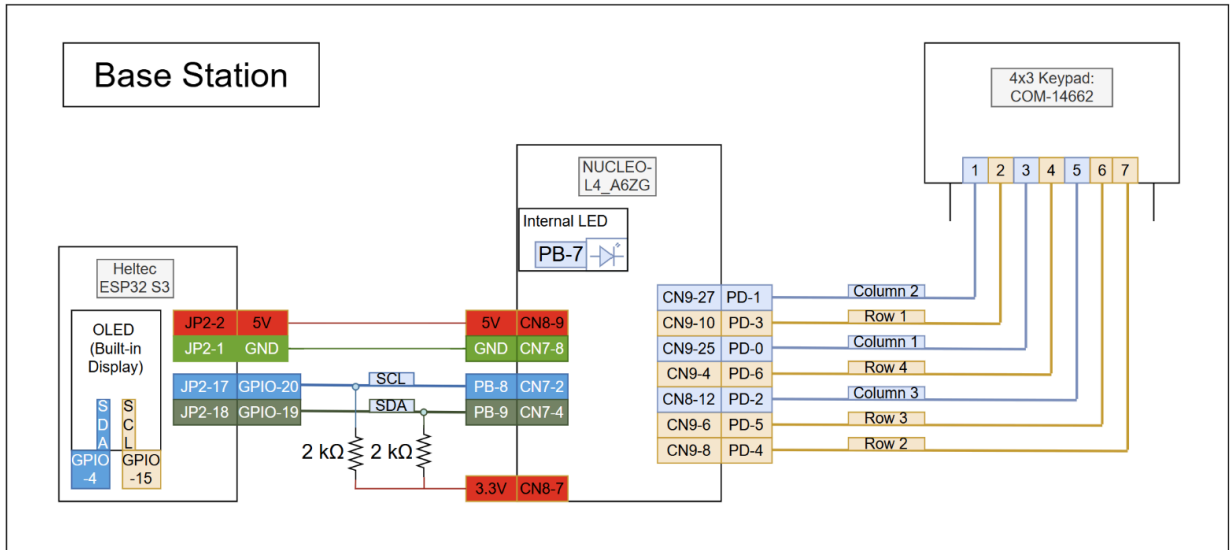 Base Station
4x3 Keypad:
COM-14662
1 2 3 4 5 6 7
NUCLEO-
L4_A6ZG
Internal LED
PB-7
Heltec
ESP32 S3
OLED
(Built-in
Display)
SDA
SCL
GPIO
-4
GPIO
-15
JP2-2 5V
JP2-1 GND
JP2-17 GPIO-20
JP2-18 GPIO-19
SCL
SDA
2 kΩ 2 kΩ
5V CN8-9
GND CN7-8
PB-8 CN7-2
PB-9 CN7-4
3.3V CN8-7
CN9-27 PD-1 Column 2
CN9-10 PD-3 Row 1
CN9-25 PD-0 Column 1
CN9-4 PD-6 Row 4
CN8-12 PD-2 Column 3
CN9-6 PD-5 Row 3
CN9-8 PD-4 Row 2